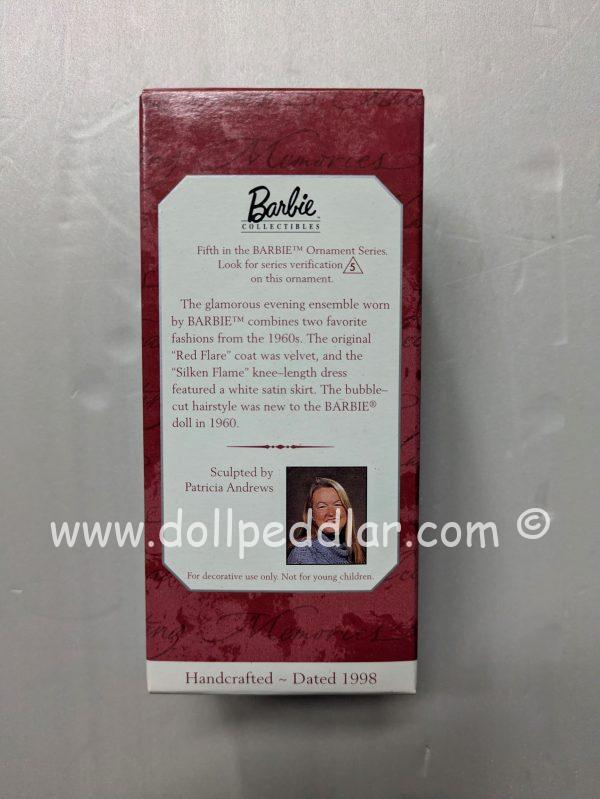 Memories
Barbie™
COLLECTIBLES
Fifth in the BARBIE™ Ornament Series.
Look for series verification 5
on this ornament.
The glamorous evening ensemble worn
by BARBIE™ combines two favorite
fashions from the 1960s. The original
“Red Flare” coat was velvet, and the
“Silken Flame” knee–length dress
featured a white satin skirt. The bubble–
cut hairstyle was new to the BARBIE®
doll in 1960.
Sculpted by
Patricia Andrews
www.dollpeddlar.com ©
For decorative use only. Not for young children.
Memories
Handcrafted ~ Dated 1998